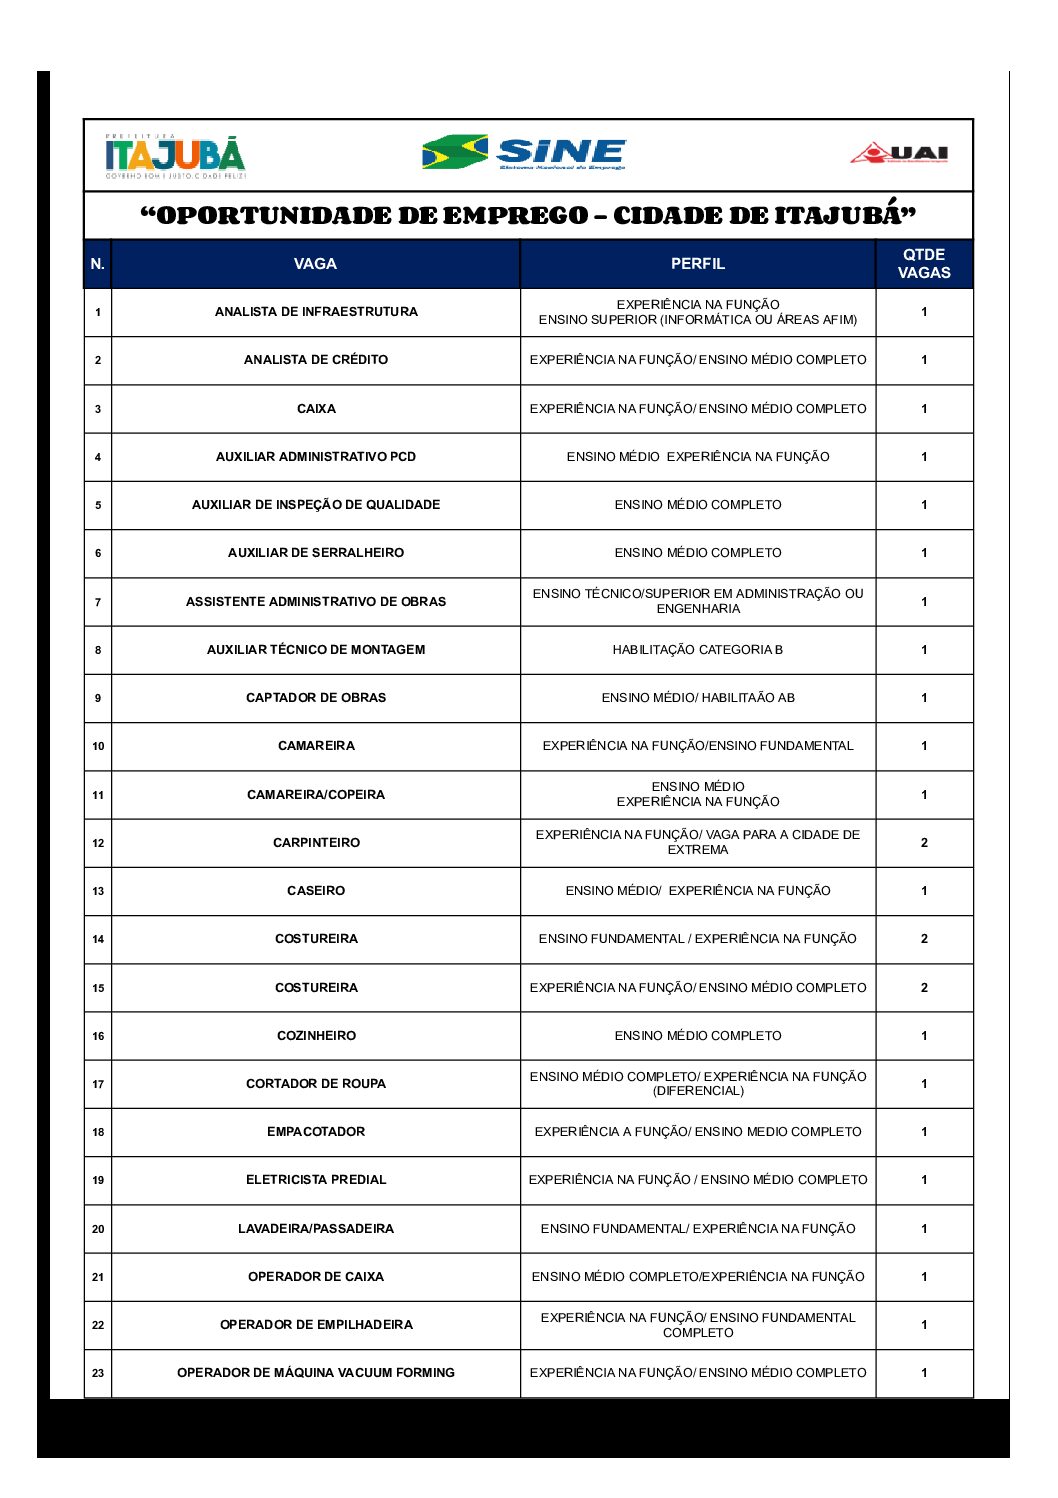 PREFEITURA
ITAJUBÁ
GOVERNO BOM E JUSTO, CIDADE FELIZ!
SINE
Sistema Nacional de Emprego
UAI
“OPORTUNIDADE DE EMPREGO – CIDADE DE ITAJUBÁ”
N. VAGA PERFIL QTDE VAGAS
1 ANALISTA DE INFRAESTRUTURA EXPERIÊNCIA NA FUNÇÃO
ENSINO SUPERIOR (INFORMÁTICA OU ÁREAS AFIM) 1
2 ANALISTA DE CRÉDITO EXPERIÊNCIA NA FUNÇÃO/ ENSINO MÉDIO COMPLETO 1
3 CAIXA EXPERIÊNCIA NA FUNÇÃO/ ENSINO MÉDIO COMPLETO 1
4 AUXILIAR ADMINISTRATIVO PCD ENSINO MÉDIO  EXPERIÊNCIA NA FUNÇÃO 1
5 AUXILIAR DE INSPEÇÃO DE QUALIDADE ENSINO MÉDIO COMPLETO 1
6 AUXILIAR DE SERRALHEIRO ENSINO MÉDIO COMPLETO 1
7 ASSISTENTE ADMINISTRATIVO DE OBRAS ENSINO TÉCNICO/SUPERIOR EM ADMINISTRAÇÃO OU
ENGENHARIA 1
8 AUXILIAR TÉCNICO DE MONTAGEM HABILITAÇÃO CATEGORIA B 1
9 CAPTADOR DE OBRAS ENSINO MÉDIO/ HABILITAÃO AB 1
10 CAMAREIRA EXPERIÊNCIA NA FUNÇÃO/ENSINO FUNDAMENTAL 1
11 CAMAREIRA/COPEIRA ENSINO MÉDIO
EXPERIÊNCIA NA FUNÇÃO 1
12 CARPINTEIRO EXPERIÊNCIA NA FUNÇÃO/ VAGA PARA A CIDADE DE
EXTREMA 2
13 CASEIRO ENSINO MÉDIO/  EXPERIÊNCIA NA FUNÇÃO 1
14 COSTUREIRA ENSINO FUNDAMENTAL / EXPERIÊNCIA NA FUNÇÃO 2
15 COSTUREIRA EXPERIÊNCIA NA FUNÇÃO/ ENSINO MÉDIO COMPLETO 2
16 COZINHEIRO ENSINO MÉDIO COMPLETO 1
17 CORTADOR DE ROUPA ENSINO MÉDIO COMPLETO/ EXPERIÊNCIA NA FUNÇÃO
(DIFERENCIAL) 1
18 EMPACOTADOR EXPERIÊNCIA A FUNÇÃO/ ENSINO MEDIO COMPLETO 1
19 ELETRICISTA PREDIAL EXPERIÊNCIA NA FUNÇÃO / ENSINO MÉDIO COMPLETO 1
20 LAVADEIRA/PASSADEIRA ENSINO FUNDAMENTAL/ EXPERIÊNCIA NA FUNÇÃO 1
21 OPERADOR DE CAIXA ENSINO MÉDIO COMPLETO/EXPERIÊNCIA NA FUNÇÃO 1
22 OPERADOR DE EMPILHADEIRA EXPERIÊNCIA NA FUNÇÃO/ ENSINO FUNDAMENTAL
COMPLETO 1
23 OPERADOR DE MÁQUINA VACUUM FORMING EXPERIÊNCIA NA FUNÇÃO/ ENSINO MÉDIO COMPLETO 1